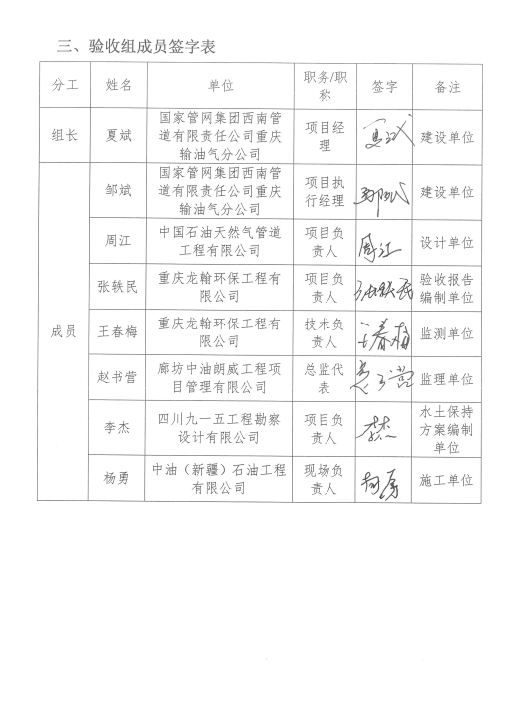 三、验收组成员签字表
分工 姓名 单位 职务/职称 签字 备注
组长 夏斌 国家管网集团西南管道有限责任公司重庆输油气分公司 项目经理 夏斌 建设单位
成员 邹斌 国家管网集团西南管道有限责任公司重庆输油气分公司 项目执行经理 建设单位
周江 中国石油天然气管道工程有限公司 项目负责人 周江 设计单位
张轶民 重庆龙翰环保工程有限公司 项目负责人 张轶民 验收报告编制单位
王春梅 重庆龙翰环保工程有限公司 技术负责人 王春梅 监测单位
赵书营 廊坊中油朗威工程项目管理有限公司 总监代表 监理单位
李杰 四川九一五工程勘察设计有限公司 项目负责人 水土保持方案编制单位
杨勇 中油（新疆）石油工程有限公司 现场负责人 施工单位